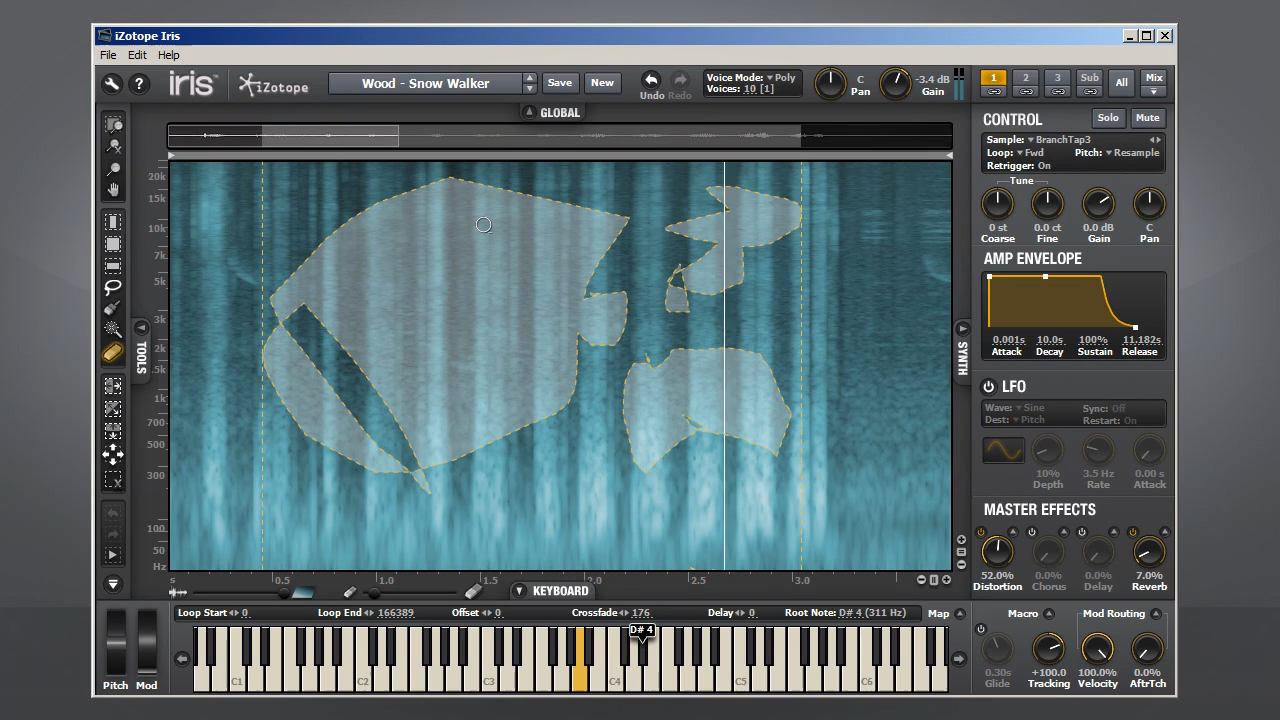 iZotope Iris
File Edit Help
? iris iZotope Wood - Snow Walker Save New Undo Redo Voice Mode: Poly Voices: 10 [1] C Pan -3.4 dB Gain 1 2 3 Sub All Mix
GLOBAL
TOOLS
20k
15k
10k
7k
5k
3k
2k
.5k
1k
700
500
300
100
50
Hz
s 0.5 1.0 1.5 2.0 2.5 3.0
SYNTH
CONTROL Solo Mute
Sample: BranchTap3
Loop: Fwd Pitch: Resample
Retrigger: On
Tune
0 st 0.0 ct 0.0 dB C
Coarse Fine Gain Pan
AMP ENVELOPE
0.001s 10.0s 100% 11.182s
Attack Decay Sustain Release
LFO
Wave: Sine Sync: Off
Dest: Pitch Restart: On
10% 3.5 Hz 0.00 s
Depth Rate Attack
MASTER EFFECTS
52.0% 0.0% 0.0% 7.0%
Distortion Chorus Delay Reverb
KEYBOARD
Loop Start 0 Loop End 166389 Offset 0 Crossfade 176 Delay 0 Root Note: D# 4 (311 Hz) Map
D# 4
C1 C2 C3 C4 C5 C6
Pitch Mod
Macro Mod Routing
0.30s +100.0 100.0% 0.0%
Glide Tracking Velocity AftrTch